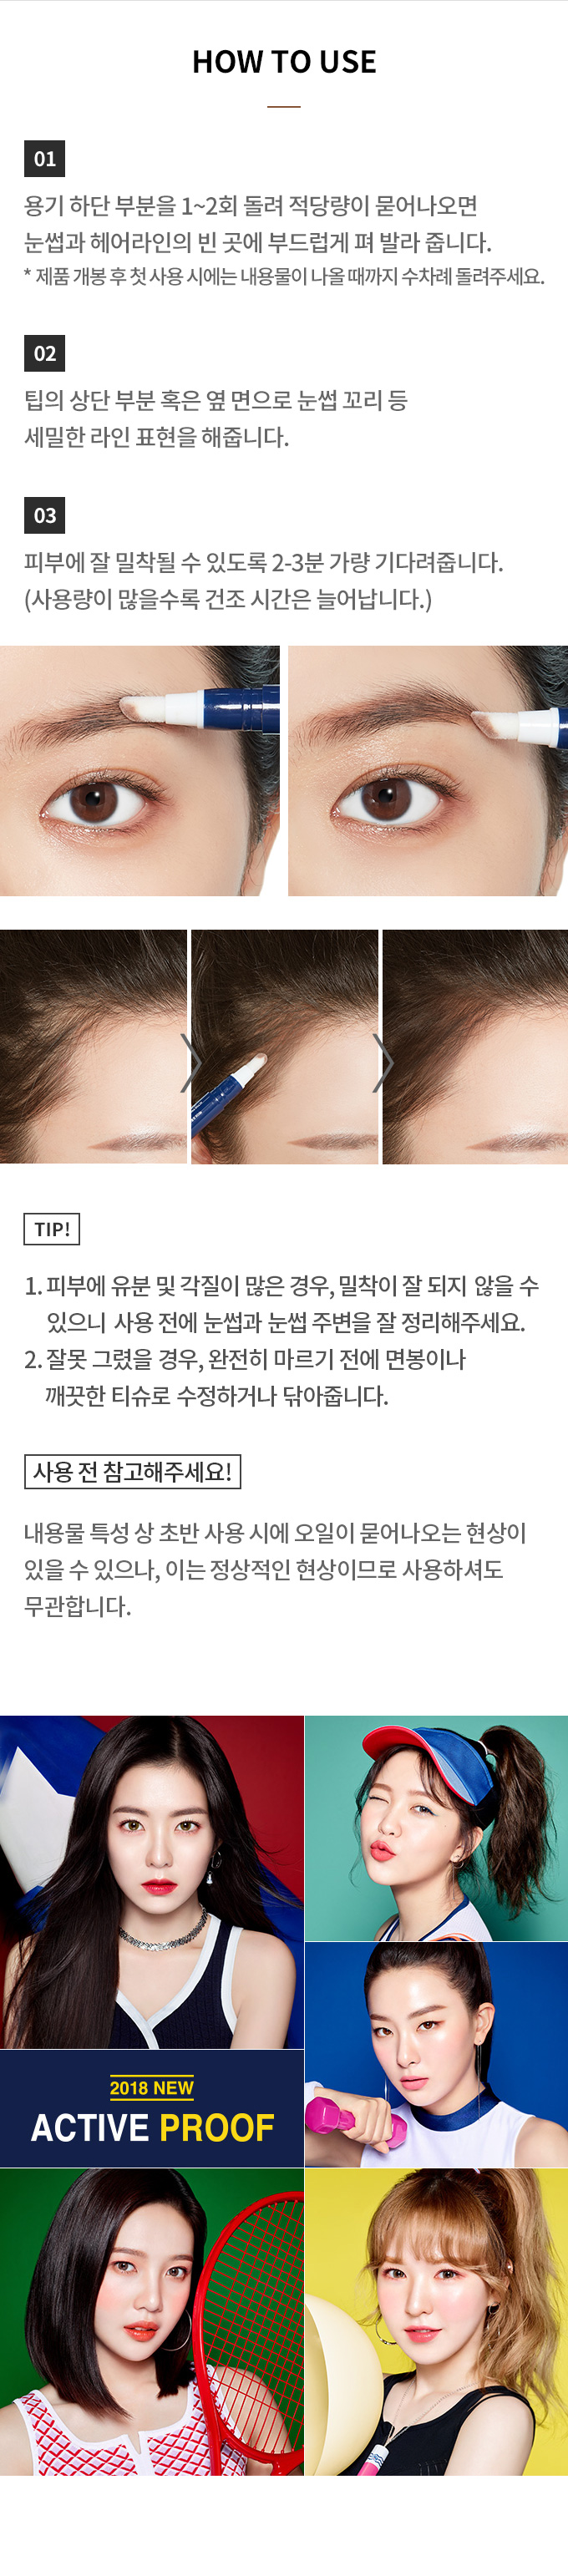 HOW TO USE
01
용기 하단 부분을 1~2회 돌려 적당량이 묻어나오면
눈썹과 헤어라인의 빈 곳에 부드럽게 펴 발라 줍니다.
* 제품 개봉 후 첫 사용 시에는 내용물이 나올 때까지 수차례 돌려주세요.
02
팁의 상단 부분 혹은 옆 면으로 눈썹 꼬리 등
세밀한 라인 표현을 해줍니다.
03
피부에 잘 밀착될 수 있도록 2-3분 가량 기다려줍니다.
(사용량이 많을수록 건조 시간은 늘어납니다.)
TIP!
1. 피부에 유분 및 각질이 많은 경우, 밀착이 잘 되지 않을 수
있으니 사용 전에 눈썹과 눈썹 주변을 잘 정리해주세요.
2. 잘못 그렸을 경우, 완전히 마르기 전에 면봉이나
깨끗한 티슈로 수정하거나 닦아줍니다.
사용 전 참고해주세요!
내용물 특성 상 초반 사용 시에 오일이 묻어나오는 현상이
있을 수 있으나, 이는 정상적인 현상이므로 사용하셔도
무관합니다.
2018 NEW
ACTIVE PROOF